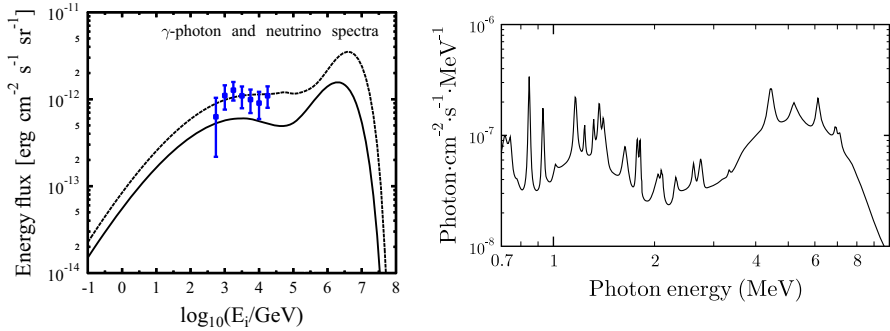 γ-photon and neutrino spectra
Energy flux [erg cm⁻² s⁻¹ sr⁻¹]
10⁻¹¹
5
2
10⁻¹²
5
2
10⁻¹³
5
2
10⁻¹⁴
-1 0 1 2 3 4 5 6 7 8
log₁₀(Eᵢ/GeV)
Photon·cm⁻²·s⁻¹·MeV⁻¹
10⁻⁶
10⁻⁷
10⁻⁸
0.7 1 2 4 6 8
Photon energy (MeV)